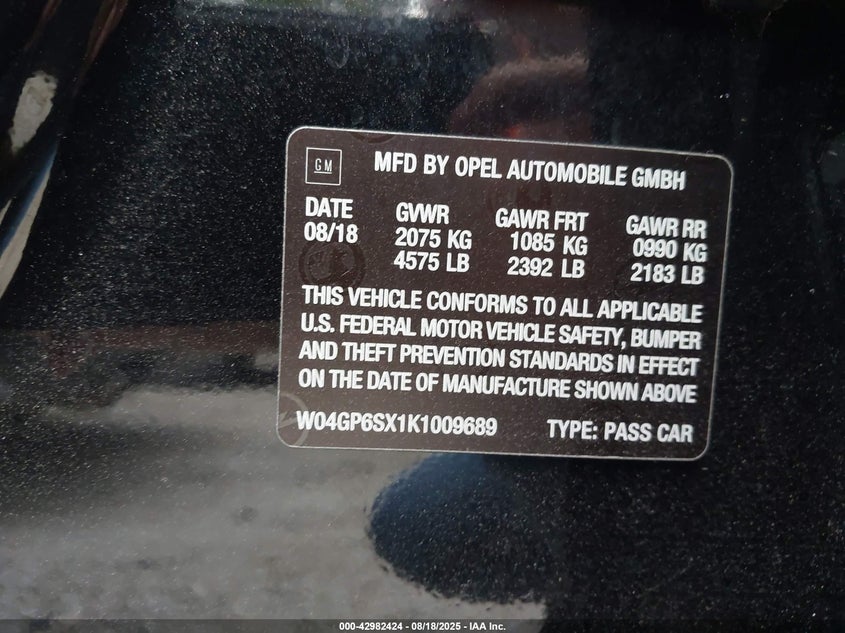 GM MFD BY OPEL AUTOMOBILE GMBH
DATE GVWR GAWR FRT GAWR RR
08/18 2075 KG 1085 KG 0990 KG
4575 LB 2392 LB 2183 LB
THIS VEHICLE CONFORMS TO ALL APPLICABLE
U.S. FEDERAL MOTOR VEHICLE SAFETY, BUMPER
AND THEFT PREVENTION STANDARDS IN EFFECT
ON THE DATE OF MANUFACTURE SHOWN ABOVE
W04GP6SX1K1009689 TYPE: PASS CAR
000-42982424 / 08/18/2025 - IAA Inc.